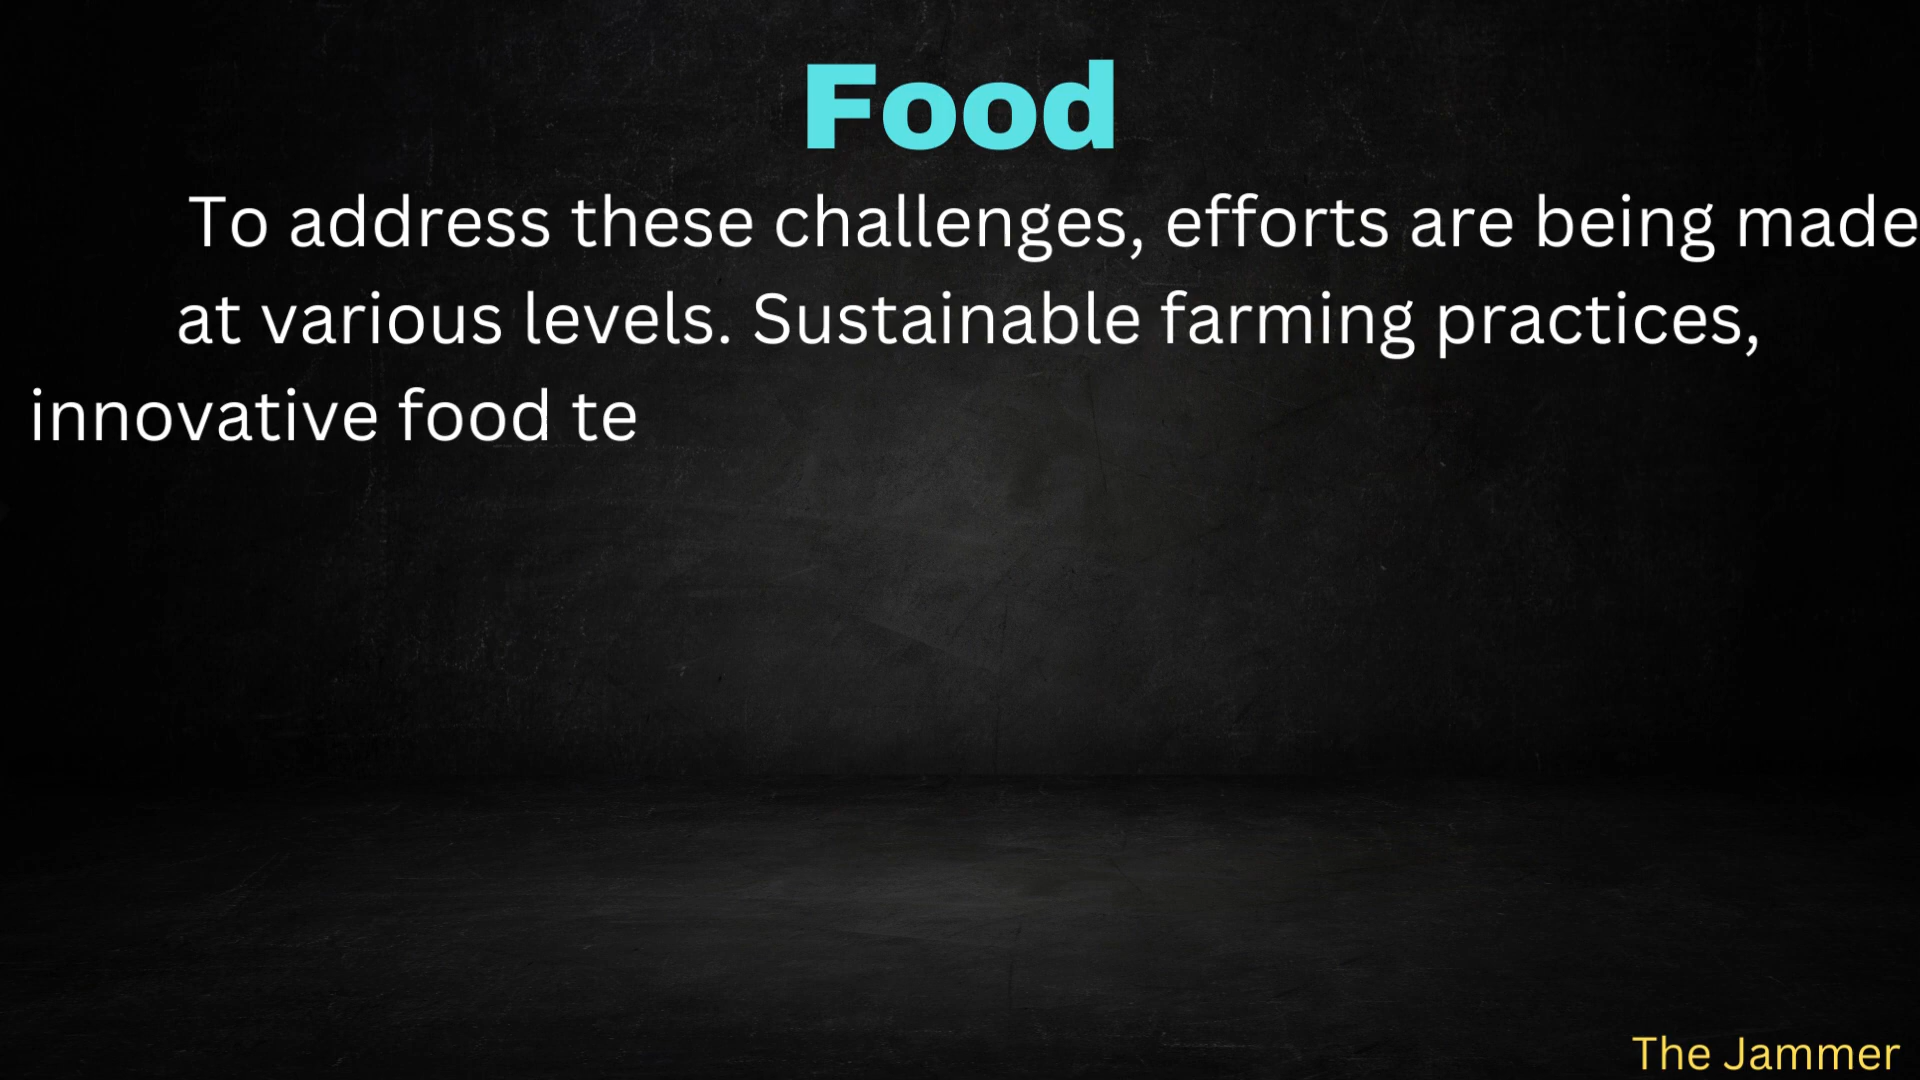 Food
To address these challenges, efforts are being made
at various levels. Sustainable farming practices,
innovative food te
The Jammer